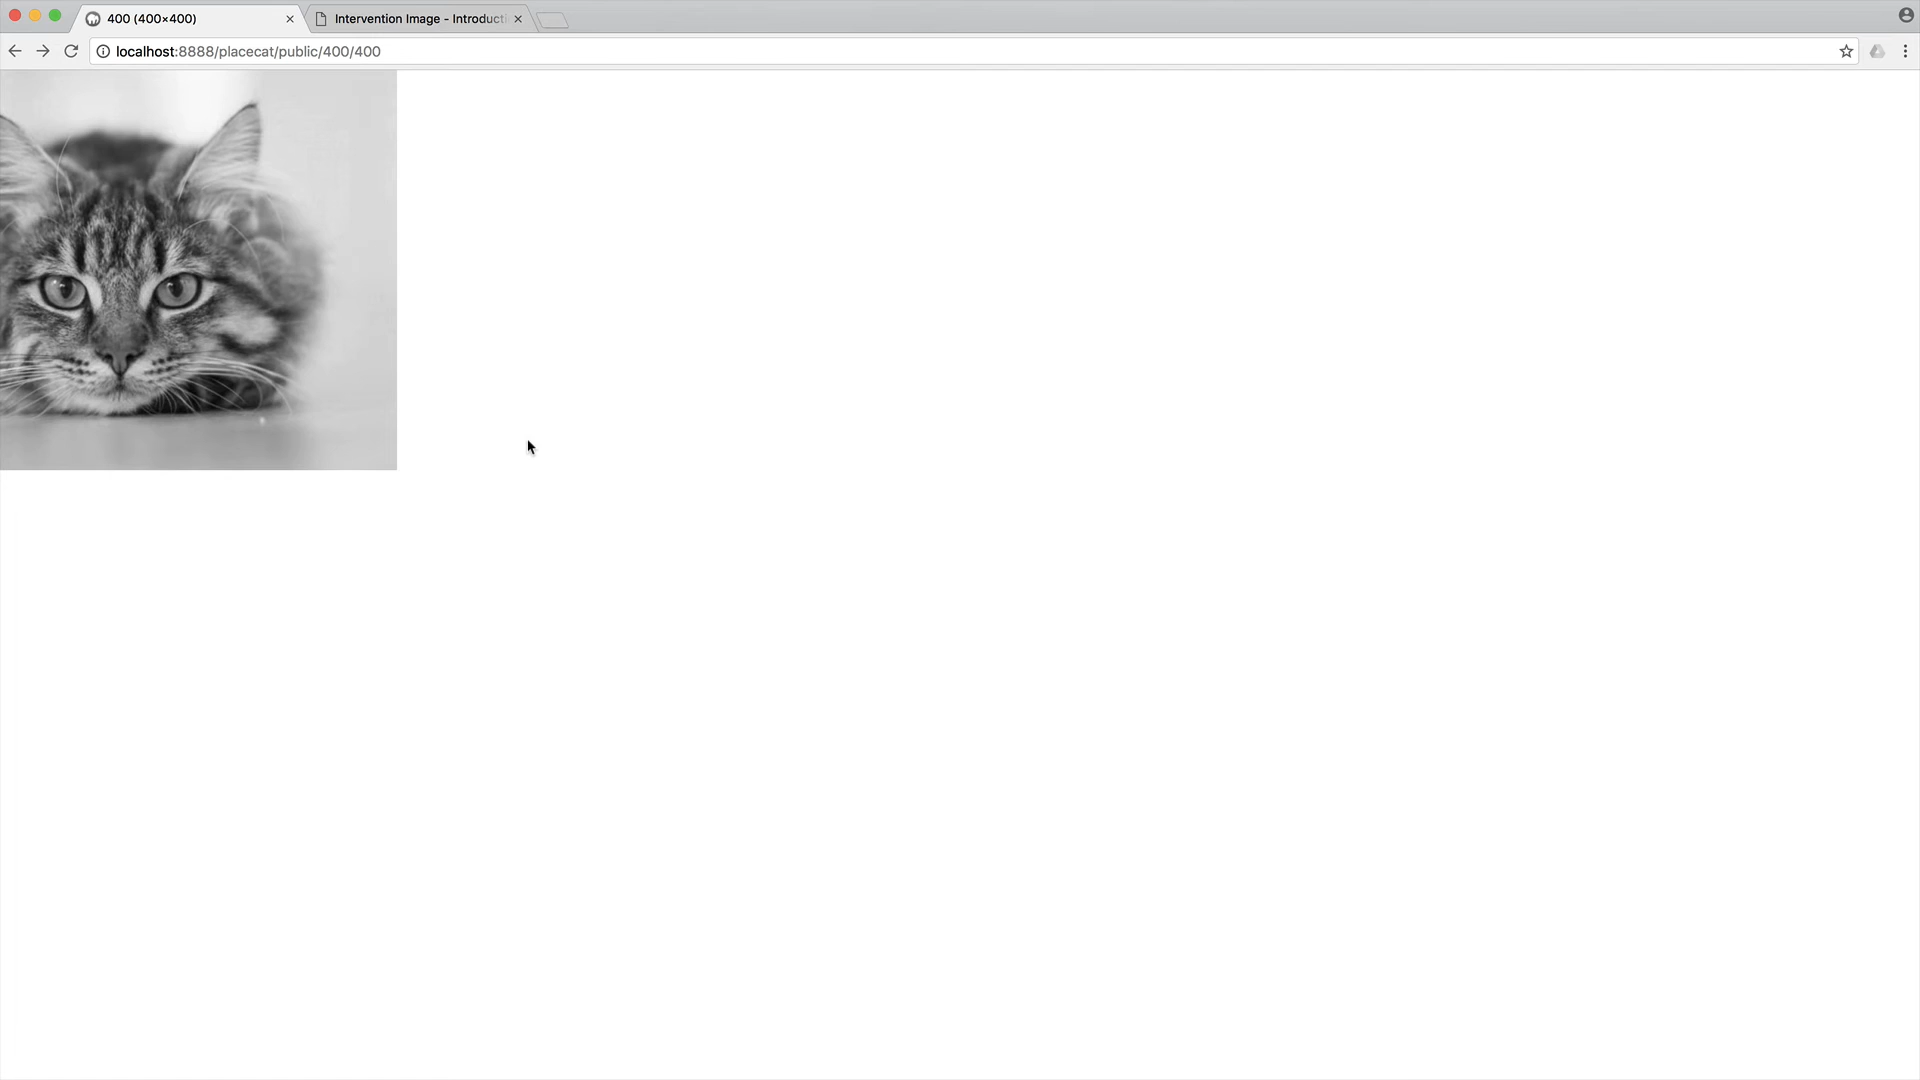 400 (400×400)
Intervention Image - Introducti
localhost:8888/placecat/public/400/400